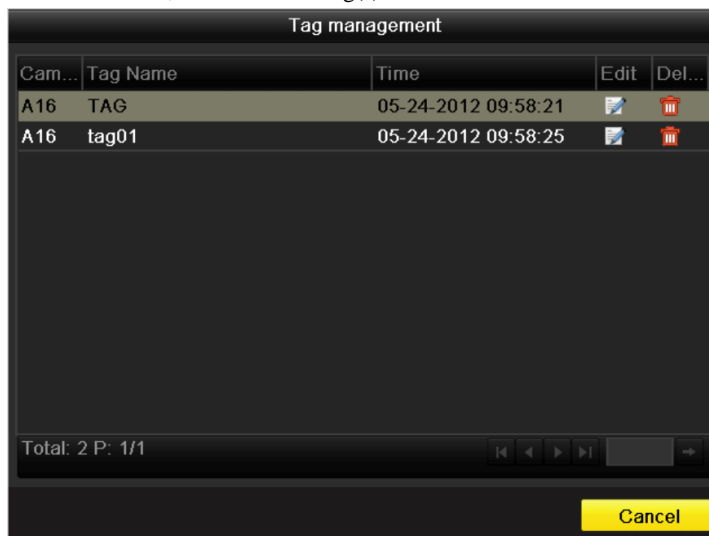 Tag management
Cam... Tag Name Time Edit Del...
A16 TAG 05-24-2012 09:58:21
A16 tag01 05-24-2012 09:58:25
Total: 2 P: 1/1
Cancel